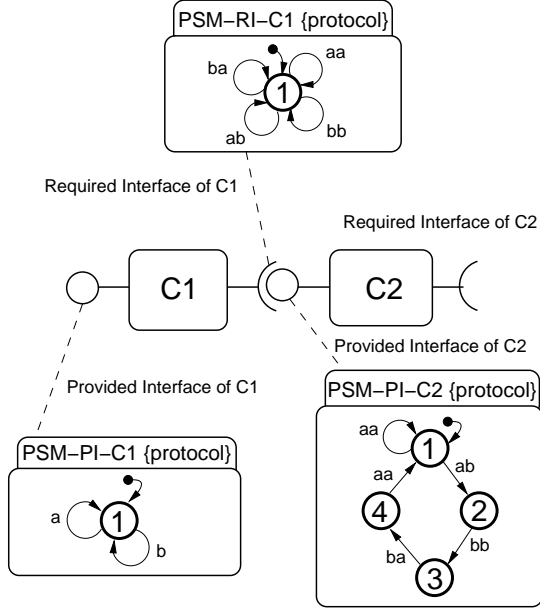 PSM–RI–C1 {protocol}
ba
aa
1
ab
bb
Required Interface of C1
Required Interface of C2
C1
C2
Provided Interface of C2
Provided Interface of C1
PSM–PI–C2 {protocol}
aa
1
ab
aa
4
2
ba
bb
3
PSM–PI–C1 {protocol}
a
1
b